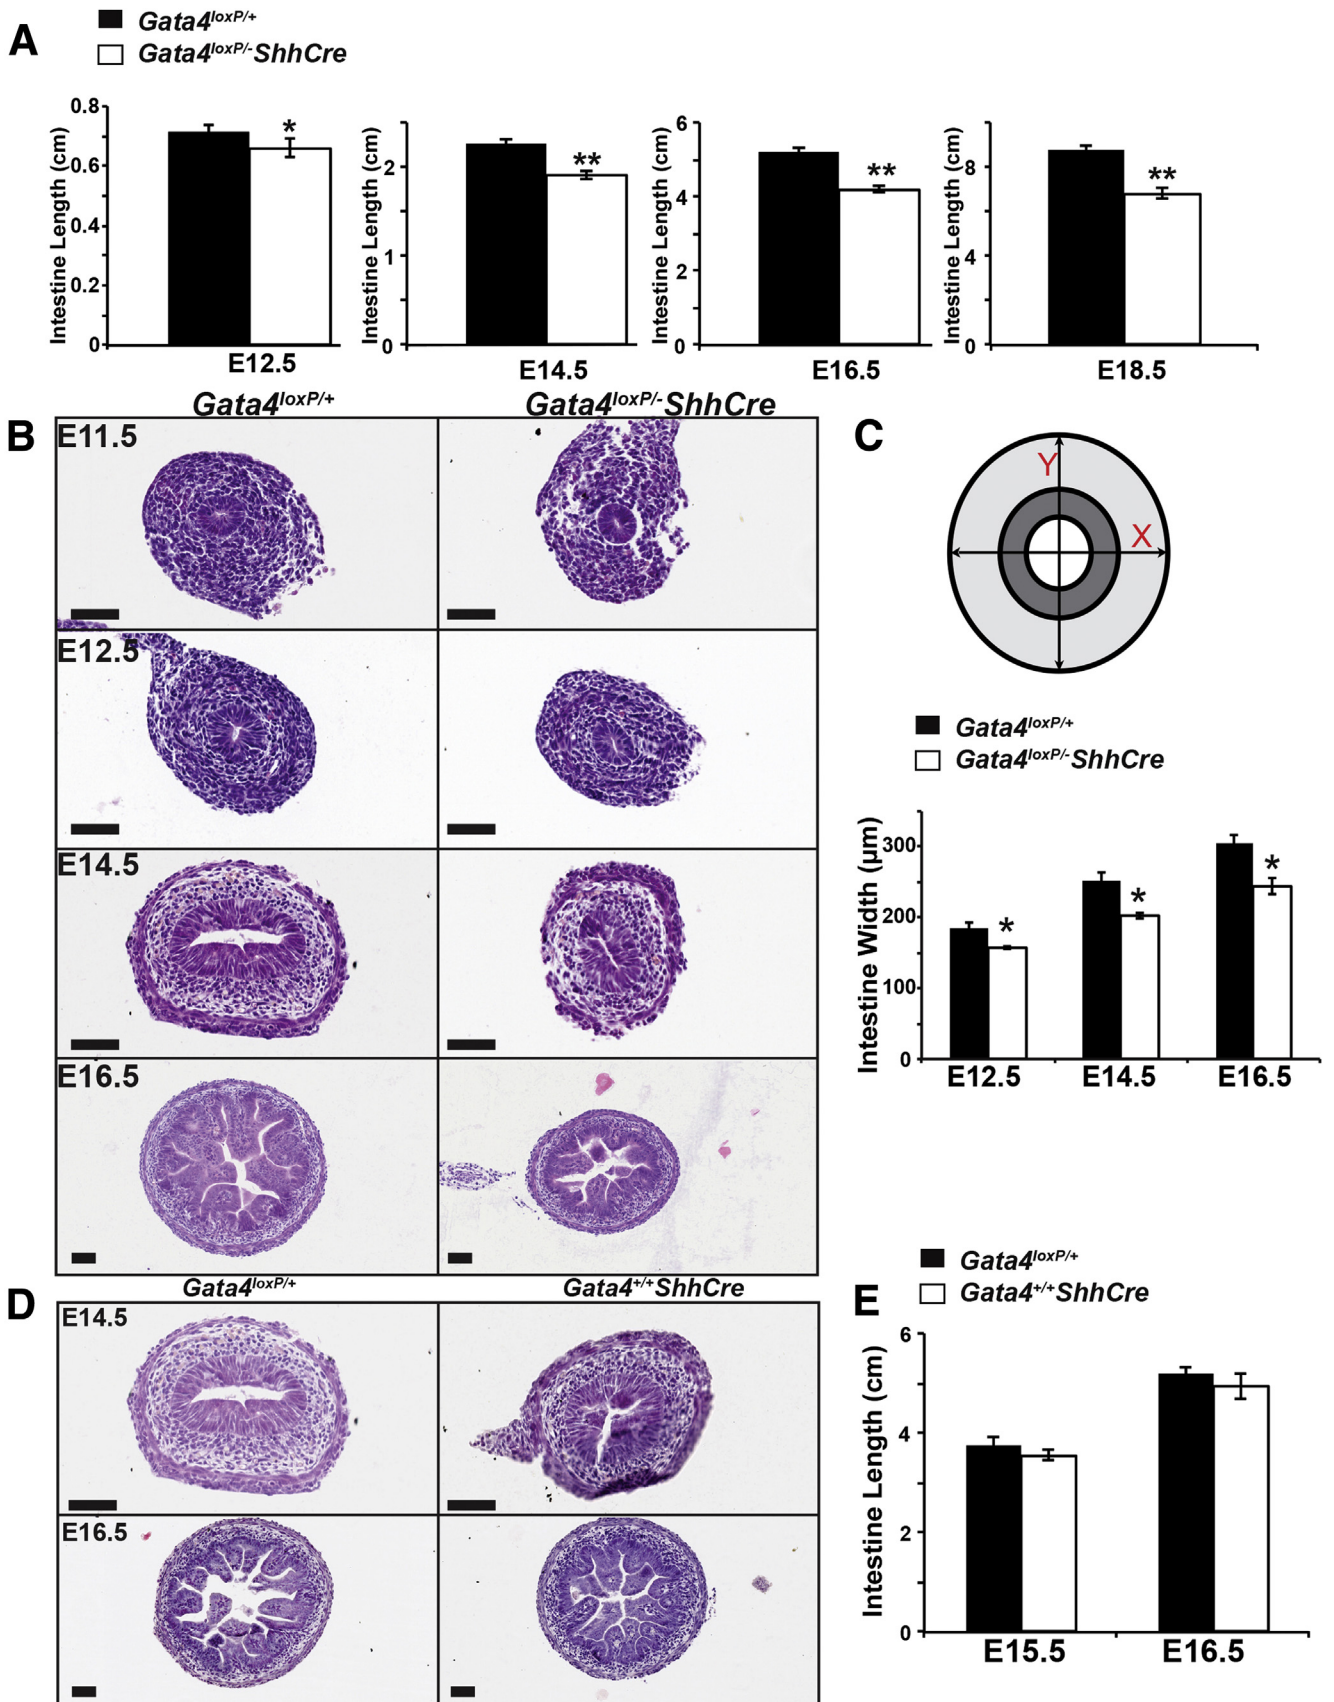 A
Gata4loxP/+
Gata4loxP/-ShhCre
Intestine Length (cm)
0.8
0.6
0.4
0.2
0
*
E12.5
Intestine Length (cm)
2
1
0
**
E14.5
Intestine Length (cm)
6
4
2
0
**
E16.5
Intestine Length (cm)
8
4
0
**
E18.5
B
Gata4loxP/+ Gata4loxP/-ShhCre
E11.5
E12.5
E14.5
E16.5
C
Y
X
Gata4loxP/+
Gata4loxP/-ShhCre
Intestine Width (µm)
300
200
100
0
*
*
*
E12.5 E14.5 E16.5
D
Gata4loxP/+ Gata4+/+ShhCre
E14.5
E16.5
E
Gata4loxP/+
Gata4+/+ShhCre
Intestine Length (cm)
6
4
2
0
E15.5 E16.5